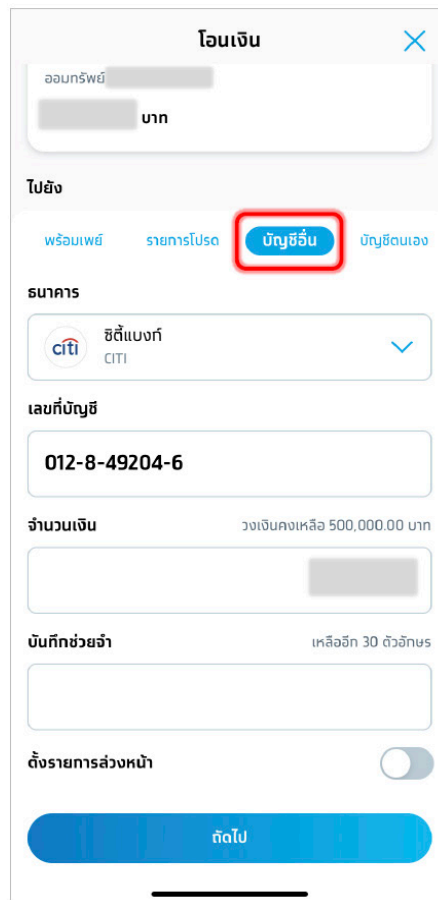 โอนเงิน
ออมทรัพย์
บาท
ไปยัง
พร้อมเพย์ รายการโปรด บัญชีอื่น บัญชีตนเอง
ธนาคาร
citi ซิตี้แบงก์
CITI
เลขที่บัญชี
012-8-49204-6
จำนวนเงิน วงเงินคงเหลือ 500,000.00 บาท
บันทึกช่วยจำ เหลืออีก 30 ตัวอักษร
ตั้งรายการล่วงหน้า
ถัดไป